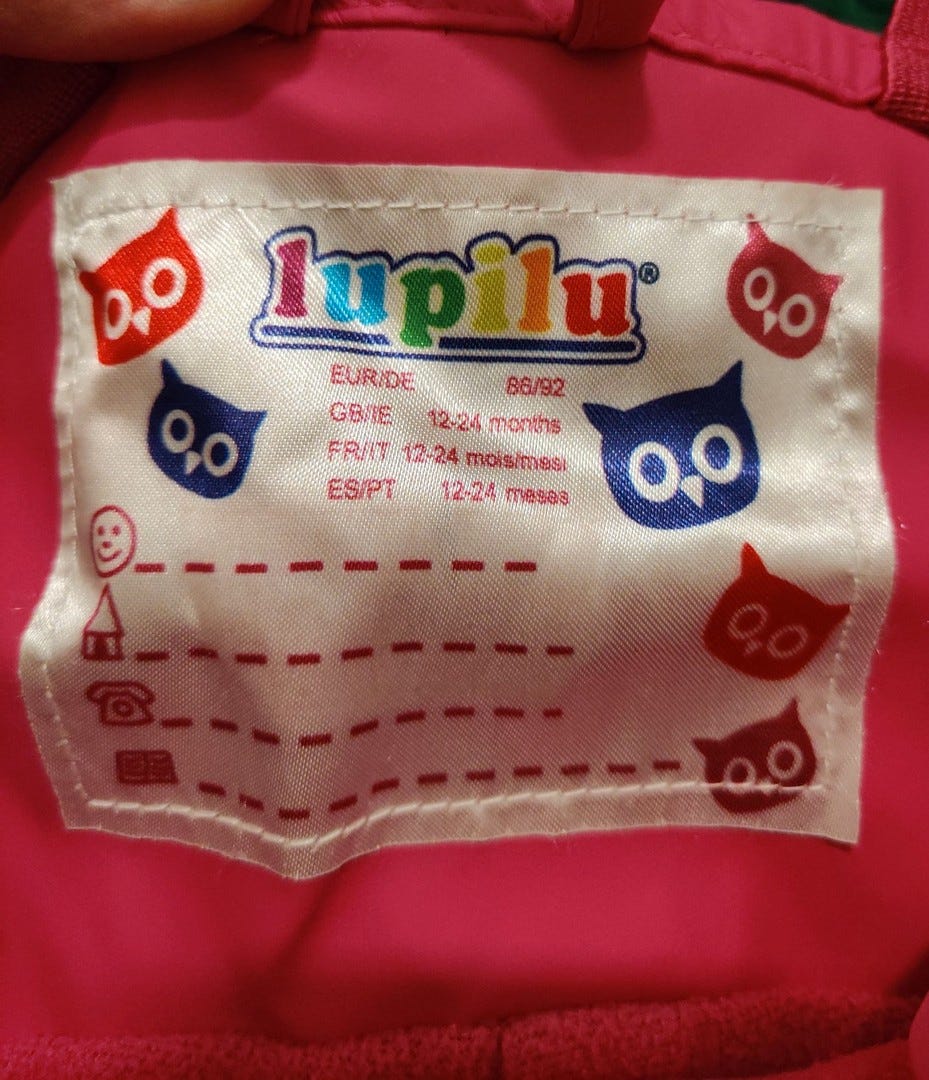 lupilu®
EUR/DE 86/92
GB/IE 12-24 months
FR/IT 12-24 mois/mesi
ES/PT 12-24 meses